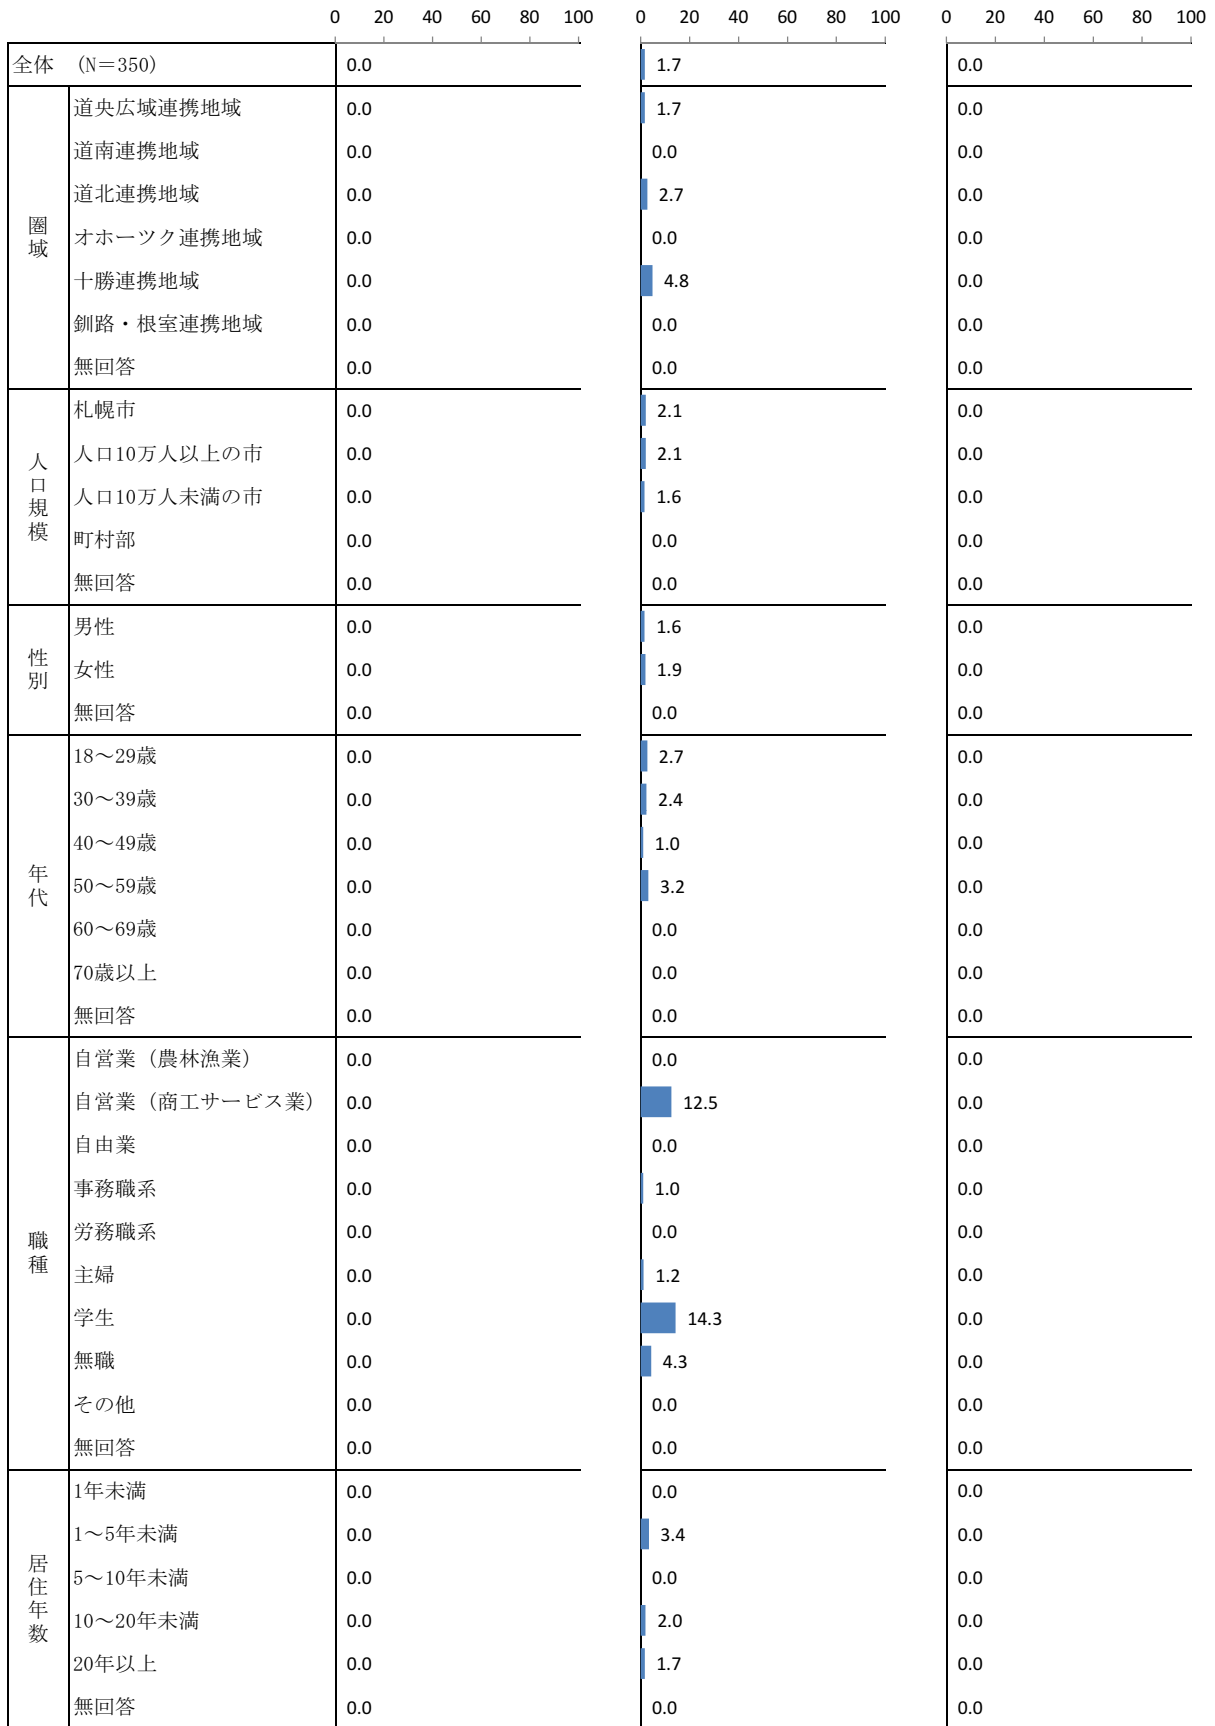 0 20 40 60 80 100 0 20 40 60 80 100 0 20 40 60 80 100
全体 (N＝350) 0.0 1.7 0.0
圏域
道央広域連携地域 0.0 1.7 0.0
道南連携地域 0.0 0.0 0.0
道北連携地域 0.0 2.7 0.0
オホーツク連携地域 0.0 0.0 0.0
十勝連携地域 0.0 4.8 0.0
釧路・根室連携地域 0.0 0.0 0.0
無回答 0.0 0.0 0.0
人口規模
札幌市 0.0 2.1 0.0
人口10万人以上の市 0.0 2.1 0.0
人口10万人未満の市 0.0 1.6 0.0
町村部 0.0 0.0 0.0
無回答 0.0 0.0 0.0
性別
男性 0.0 1.6 0.0
女性 0.0 1.9 0.0
無回答 0.0 0.0 0.0
年代
18～29歳 0.0 2.7 0.0
30～39歳 0.0 2.4 0.0
40～49歳 0.0 1.0 0.0
50～59歳 0.0 3.2 0.0
60～69歳 0.0 0.0 0.0
70歳以上 0.0 0.0 0.0
無回答 0.0 0.0 0.0
職種
自営業（農林漁業） 0.0 0.0 0.0
自営業（商工サービス業） 0.0 12.5 0.0
自由業 0.0 0.0 0.0
事務職系 0.0 1.0 0.0
労務職系 0.0 0.0 0.0
主婦 0.0 1.2 0.0
学生 0.0 14.3 0.0
無職 0.0 4.3 0.0
その他 0.0 0.0 0.0
無回答 0.0 0.0 0.0
居住年数
1年未満 0.0 0.0 0.0
1～5年未満 0.0 3.4 0.0
5～10年未満 0.0 0.0 0.0
10～20年未満 0.0 2.0 0.0
20年以上 0.0 1.7 0.0
無回答 0.0 0.0 0.0